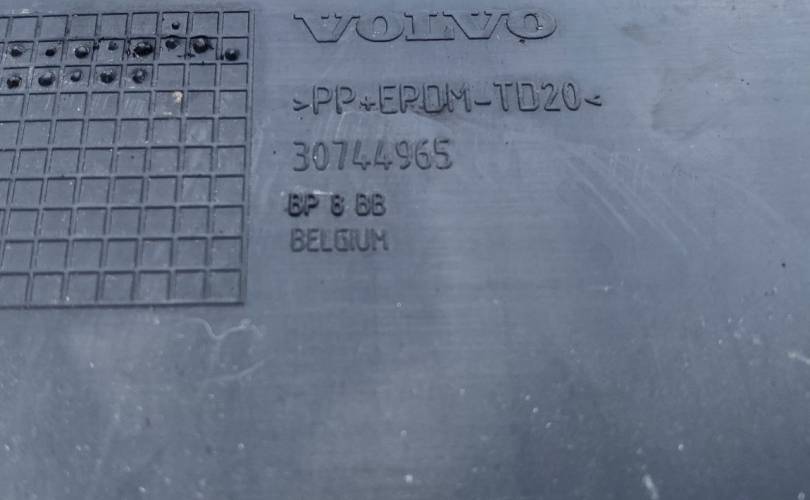 VOLVO
>PP+EPDM-TD20<
30744965
BP 8 BB
BELGIUM